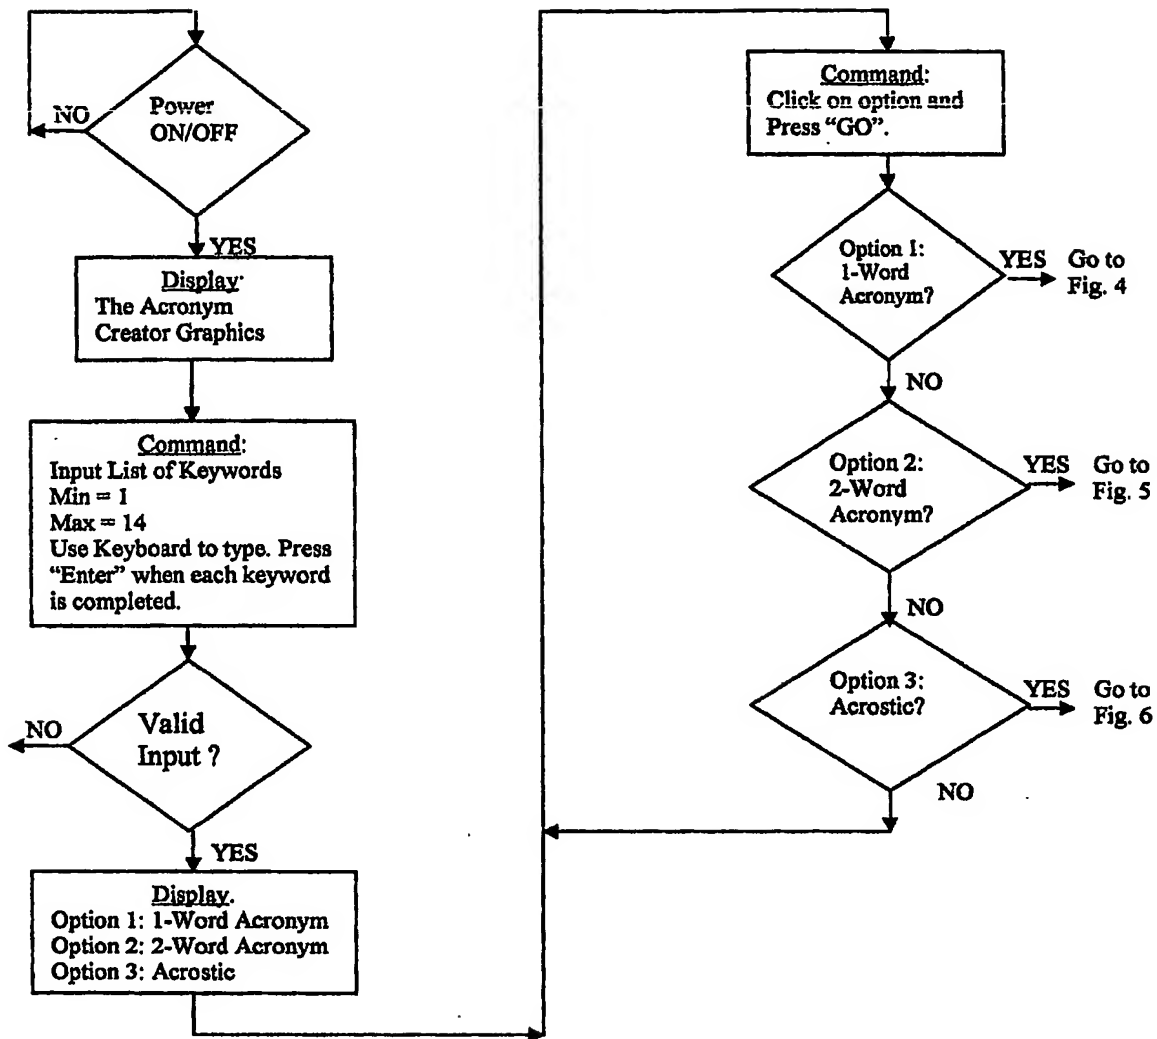 Power
ON/OFF
NO
YES
Display:
The Acronym
Creator Graphics
Command:
Input List of Keywords
Min = 1
Max = 14
Use Keyboard to type. Press
“Enter” when each keyword
is completed.
Valid
Input ?
NO
YES
Display.
Option 1: 1-Word Acronym
Option 2: 2-Word Acronym
Option 3: Acrostic
Command:
Click on option and
Press “GO”.
Option 1:
1-Word
Acronym?
YES
Go to
Fig. 4
NO
Option 2:
2-Word
Acronym?
YES
Go to
Fig. 5
NO
Option 3:
Acrostic?
YES
Go to
Fig. 6
NO